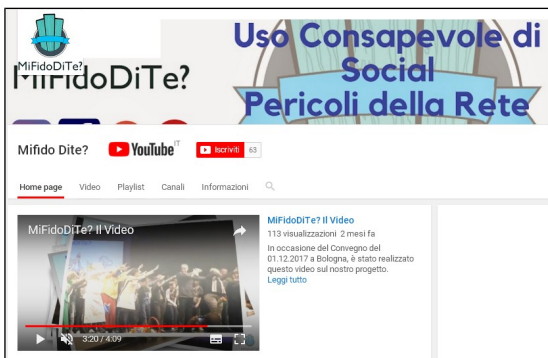 Uso Consapevole di
Social
Pericoli della Rete
MiFidoDiTe?
MiFidoDiTe?
Mifido Dite?
YouTube IT
Iscriviti 63
Home page Video Playlist Canali Informazioni
MiFidoDiTe? Il Video
3:20 / 4:09
MiFidoDiTe? Il Video
113 visualizzazioni 2 mesi fa
In occasione del Convegno del
01.12.2017 a Bologna, è stato realizzato
questo video sul nostro progetto.
Leggi tutto